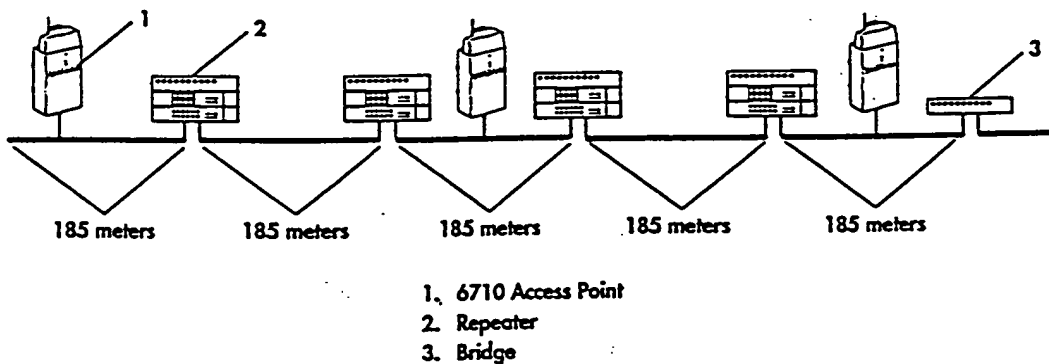 1
2
3
185 meters
185 meters
185 meters
185 meters
185 meters
1. 6710 Access Point
2. Repeater
3. Bridge